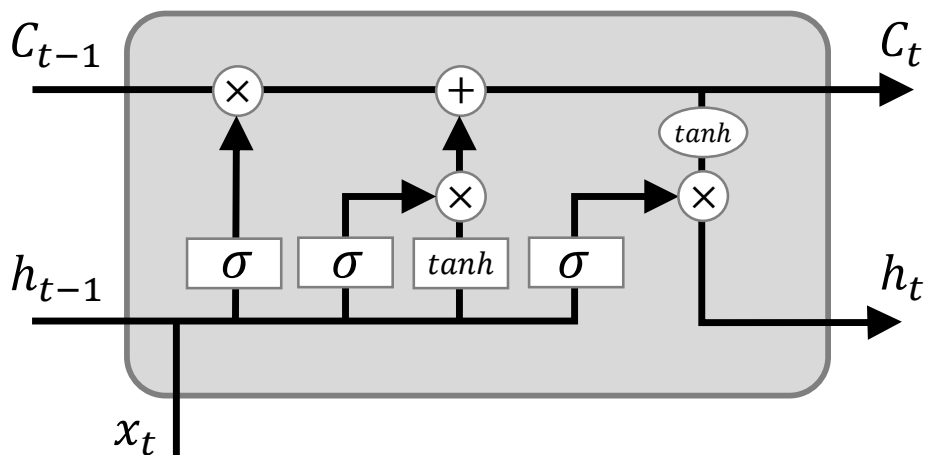 C_{t−1} C_t
× +
tanh
× ×
σ σ tanh σ
h_{t−1} h_t
x_t